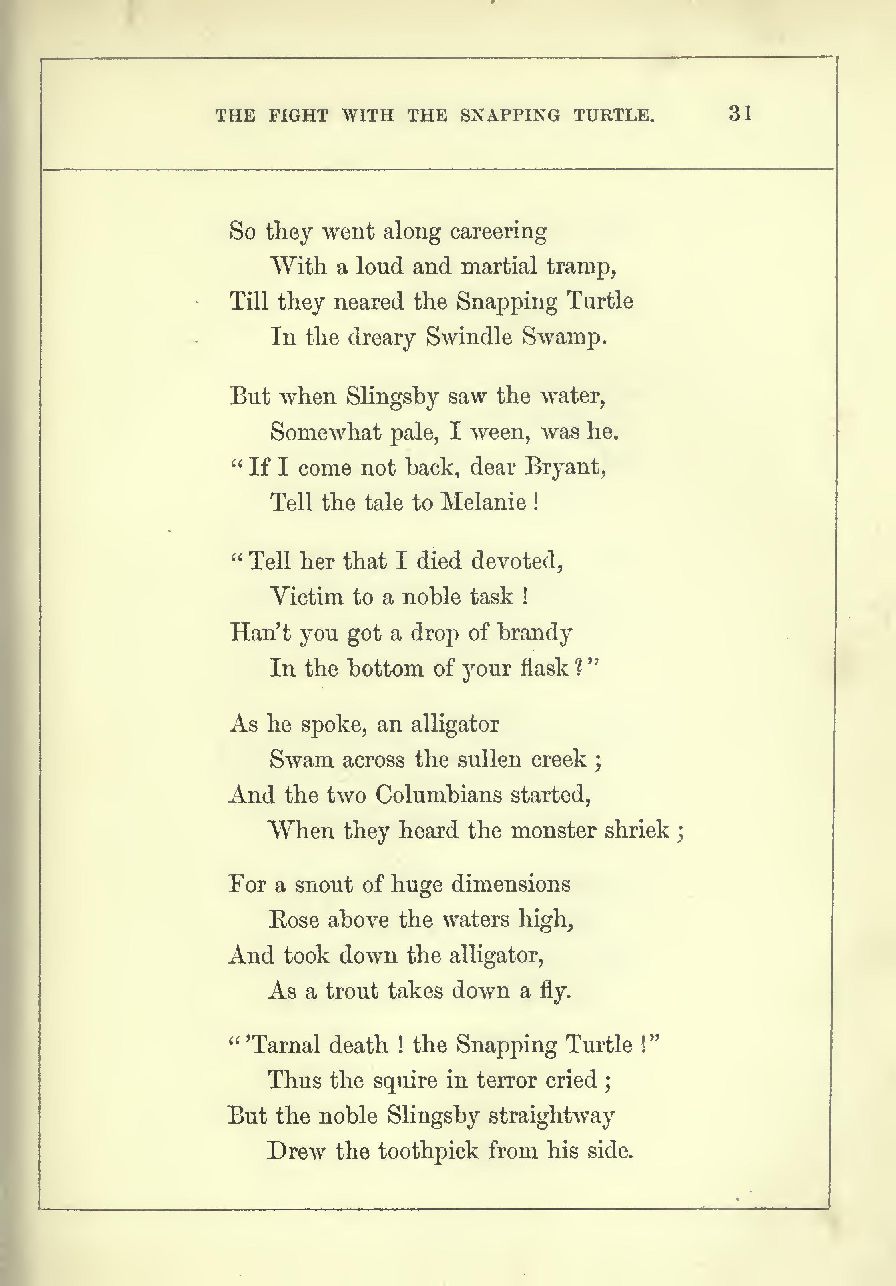 THE FIGHT WITH THE SNAPPING TURTLE. 31
So they went along careering
With a loud and martial tramp,
Till they neared the Snapping Turtle
In the dreary Swindle Swamp.
But when Slingsby saw the water,
Somewhat pale, I ween, was he.
“ If I come not back, dear Bryant,
Tell the tale to Melanie !
“ Tell her that I died devoted,
Victim to a noble task !
Han’t you got a drop of brandy
In the bottom of your flask ? ”
As he spoke, an alligator
Swam across the sullen creek ;
And the two Columbians started,
When they heard the monster shriek ;
For a snout of huge dimensions
Rose above the waters high,
And took down the alligator,
As a trout takes down a fly.
“ ’Tarnal death ! the Snapping Turtle ! ”
Thus the squire in terror cried ;
But the noble Slingsby straightway
Drew the toothpick from his side.